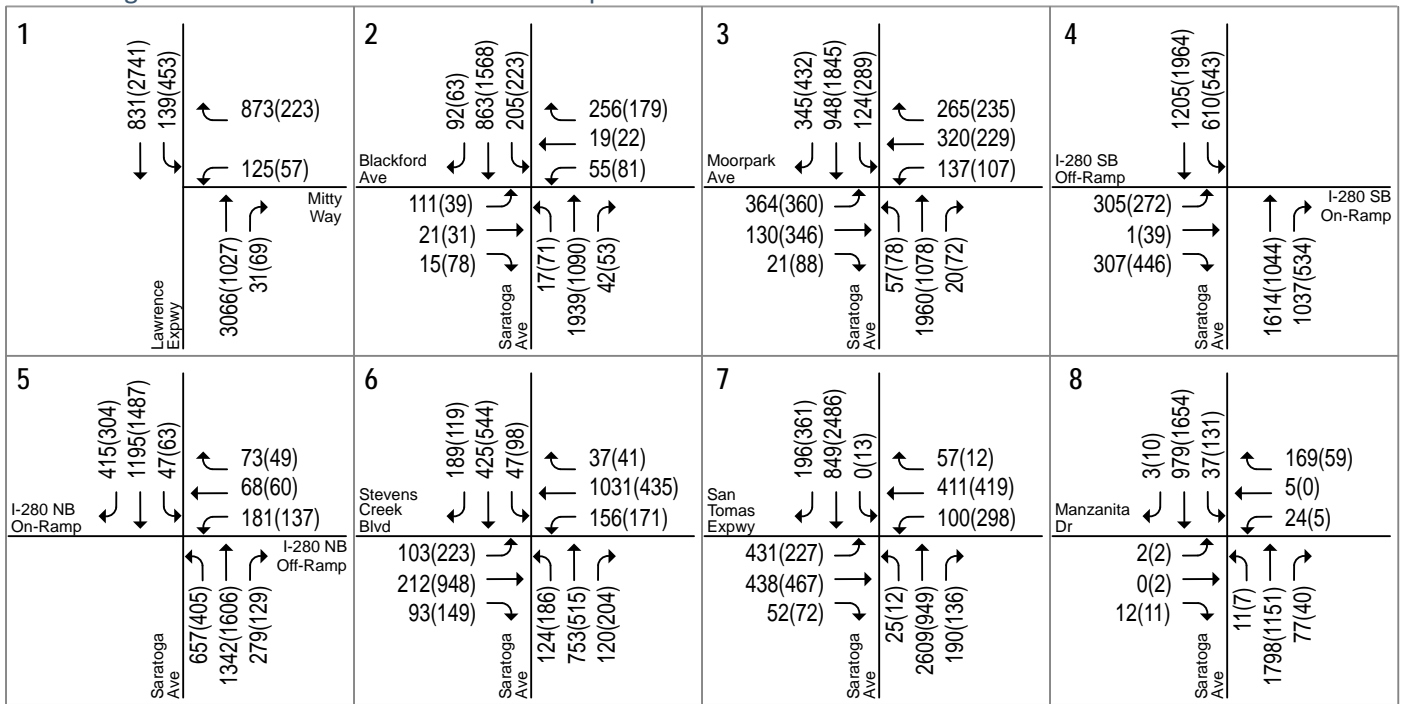 1
831(2741)
139(453)
873(223)
125(57)
Mitty
Way
3066(1027)
31(69)
Lawrence
Expwy
2
92(63)
863(1568)
205(223)
256(179)
19(22)
55(81)
Blackford
Ave
111(39)
21(31)
15(78)
17(71)
1939(1090)
42(53)
Saratoga
Ave
3
345(432)
948(1845)
124(289)
265(235)
320(229)
137(107)
Moorpark
Ave
364(360)
130(346)
21(88)
57(78)
1960(1078)
20(72)
Saratoga
Ave
4
1205(1964)
610(543)
I-280 SB
Off-Ramp
305(272)
1(39)
307(446)
I-280 SB
On-Ramp
1614(1044)
1037(534)
Saratoga
Ave
5
415(304)
1195(1487)
47(63)
73(49)
68(60)
181(137)
I-280 NB
On-Ramp
I-280 NB
Off-Ramp
657(405)
1342(1606)
279(129)
Saratoga
Ave
6
189(119)
425(544)
47(98)
37(41)
1031(435)
156(171)
Stevens
Creek
Blvd
103(223)
212(948)
93(149)
124(186)
753(515)
120(204)
Saratoga
Ave
7
196(361)
849(2486)
0(13)
57(12)
411(419)
100(298)
San
Tomas
Expwy
431(227)
438(467)
52(72)
25(12)
2609(949)
190(136)
Saratoga
Ave
8
3(10)
979(1654)
37(131)
169(59)
5(0)
24(5)
Manzanita
Dr
2(2)
0(2)
12(11)
11(7)
1798(1151)
77(40)
Saratoga
Ave